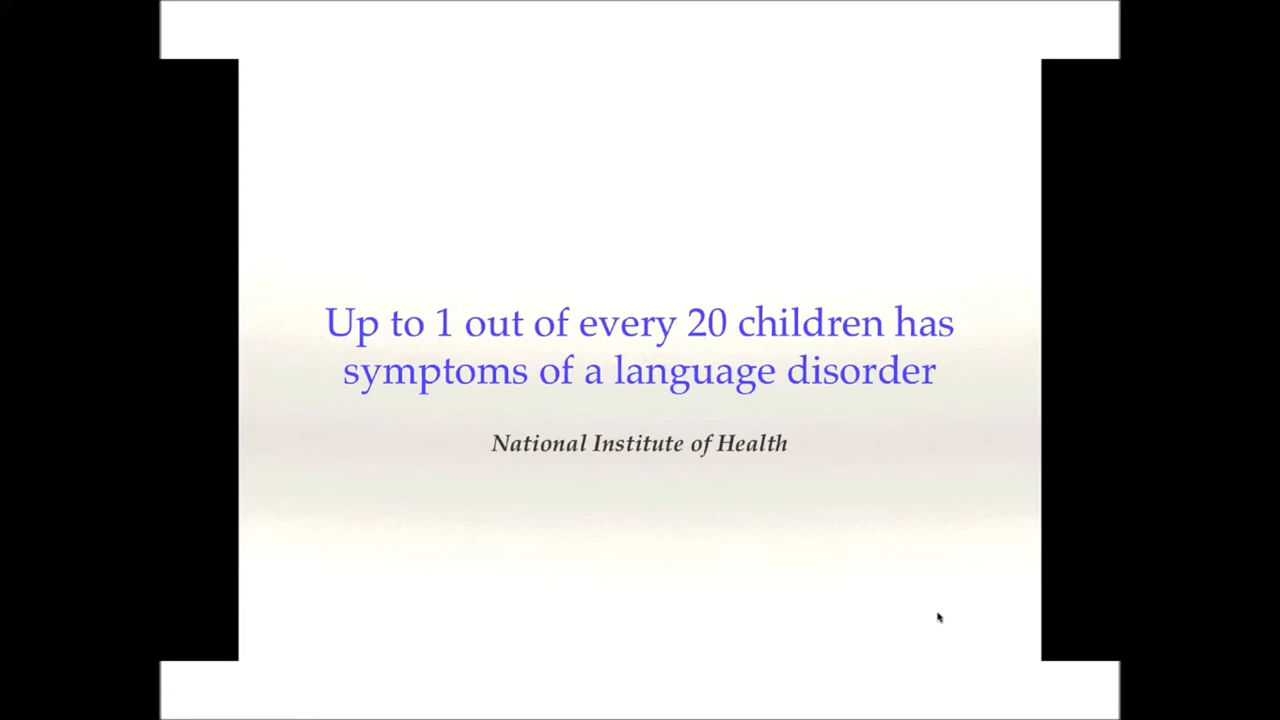 Up to 1 out of every 20 children has
symptoms of a language disorder
National Institute of Health